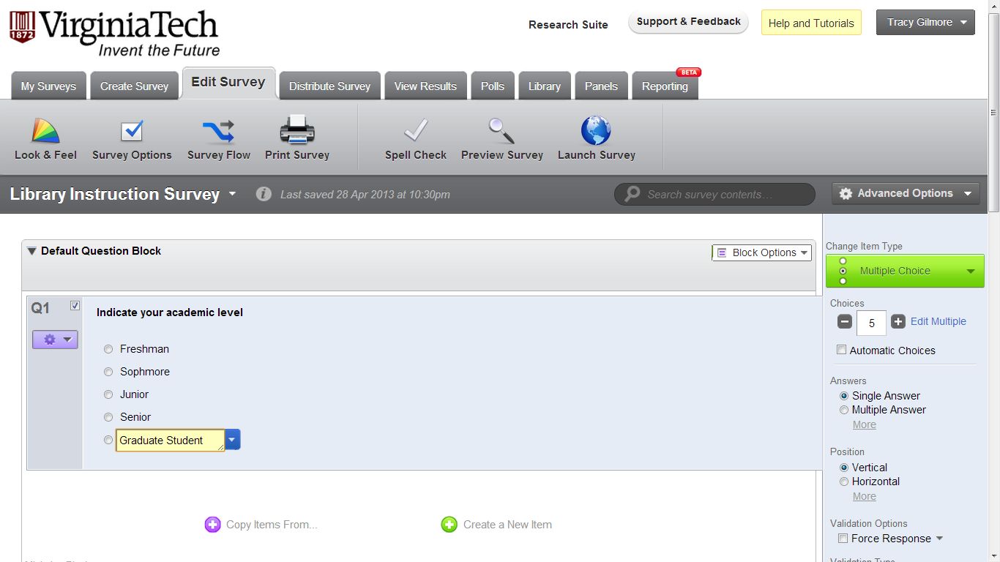 1872
VirginiaTech
Invent the Future
Research Suite
Support & Feedback
Help and Tutorials
Tracy Gilmore
My Surveys
Create Survey
Edit Survey
Distribute Survey
View Results
Polls
Library
Panels
Reporting
BETA
Look & Feel
Survey Options
Survey Flow
Print Survey
Spell Check
Preview Survey
Launch Survey
Library Instruction Survey
i
Last saved 28 Apr 2013 at 10:30pm
Search survey contents…
Advanced Options
Default Question Block
Block Options
Q1
Indicate your academic level
Freshman
Sophmore
Junior
Senior
Graduate Student
Copy Items From...
Create a New Item
Change Item Type
Multiple Choice
Choices
5
Edit Multiple
Automatic Choices
Answers
Single Answer
Multiple Answer
More
Position
Vertical
Horizontal
More
Validation Options
Force Response
Validation Type